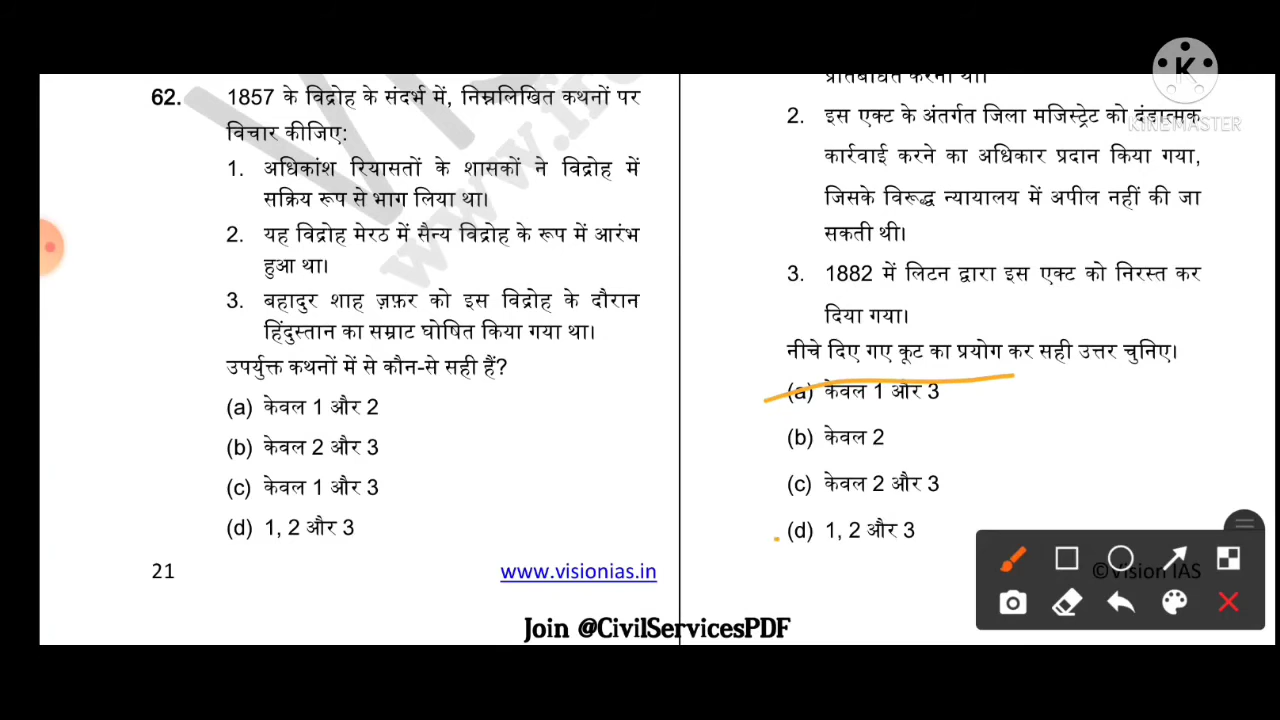 62. 1857 के विद्रोह के संदर्भ में, निम्नलिखित कथनों पर
विचार कीजिए:
1. अधिकांश रियासतों के शासकों ने विद्रोह में
सक्रिय रूप से भाग लिया था।
2. यह विद्रोह मेरठ में सैन्य विद्रोह के रूप में आरंभ
हुआ था।
3. बहादुर शाह ज़फ़र को इस विद्रोह के दौरान
हिंदुस्तान का सम्राट घोषित किया गया था।
उपर्युक्त कथनों में से कौन-से सही हैं?
(a) केवल 1 और 2
(b) केवल 2 और 3
(c) केवल 1 और 3
(d) 1, 2 और 3
21
www.visionias.in
प्रतिबंधित करना था।
2. इस एक्ट के अंतर्गत जिला मजिस्ट्रेट को दंडात्मक
कार्रवाई करने का अधिकार प्रदान किया गया,
जिसके विरूद्ध न्यायालय में अपील नहीं की जा
सकती थी।
3. 1882 में लिटन द्वारा इस एक्ट को निरस्त कर
दिया गया।
नीचे दिए गए कूट का प्रयोग कर सही उत्तर चुनिए।
(a) केवल 1 और 3
(b) केवल 2
(c) केवल 2 और 3
(d) 1, 2 और 3
©Vision IAS
Join @CivilServicesPDF
K
KINEMASTER